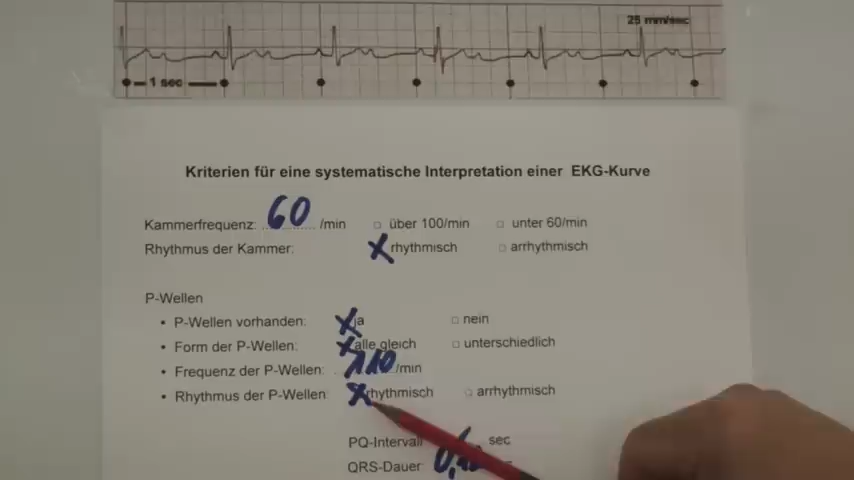 25 mm/sec
1 sec
Kriterien für eine systematische Interpretation einer EKG-Kurve
Kammerfrequenz: 60 /min über 100/min unter 60/min
Rhythmus der Kammer: X rhythmisch arrhythmisch
P-Wellen
• P-Wellen vorhanden: X ja nein
• Form der P-Wellen: X alle gleich unterschiedlich
• Frequenz der P-Wellen: 110 /min
• Rhythmus der P-Wellen: X rhythmisch arrhythmisch
PQ-Intervall sec
QRS-Dauer